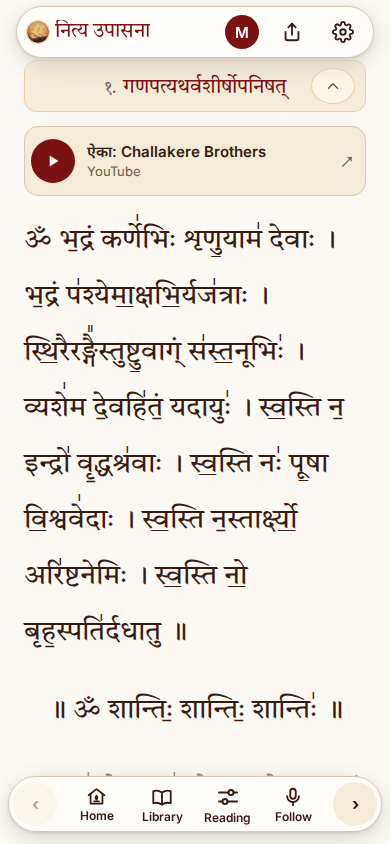 नित्य उपासना
M
१. गणपत्यथर्वशीर्षोपनिषत्
ऐका: Challakere Brothers
YouTube
ॐ भ॒द्रं कर्णे॑भिः शृणु॒याम॑ देवाः ।
भ॒द्रं प॑श्येमा॒क्षभि॒र्यज॑त्राः ।
स्थि॒रैरङ्गै᳚स्तुष्टु॒वाग्ं स॑स्त॒नूभिः॑ ।
व्यशे॑म दे॒वहि॑तं॒ यदायुः॑ । स्व॒स्ति न॒
इन्द्रो॑ वृ॒द्धश्र॑वाः । स्व॒स्ति नः॑ पू॒षा
वि॒श्ववे॑दाः । स्व॒स्ति न॒स्तार्क्ष्यो॒
अरि॑ष्टनेमिः । स्व॒स्ति नो॒
बृह॒स्पति॑र्दधातु ॥
॥ ॐ शान्तिः॒ शान्तिः॒ शान्तिः॑ ॥
Home Library Reading Follow